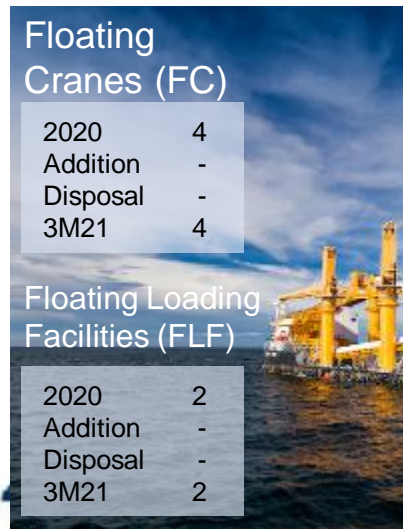 Floating
Cranes (FC)
2020 4
Addition -
Disposal -
3M21 4
Floating Loading
Facilities (FLF)
2020 2
Addition -
Disposal -
3M21 2